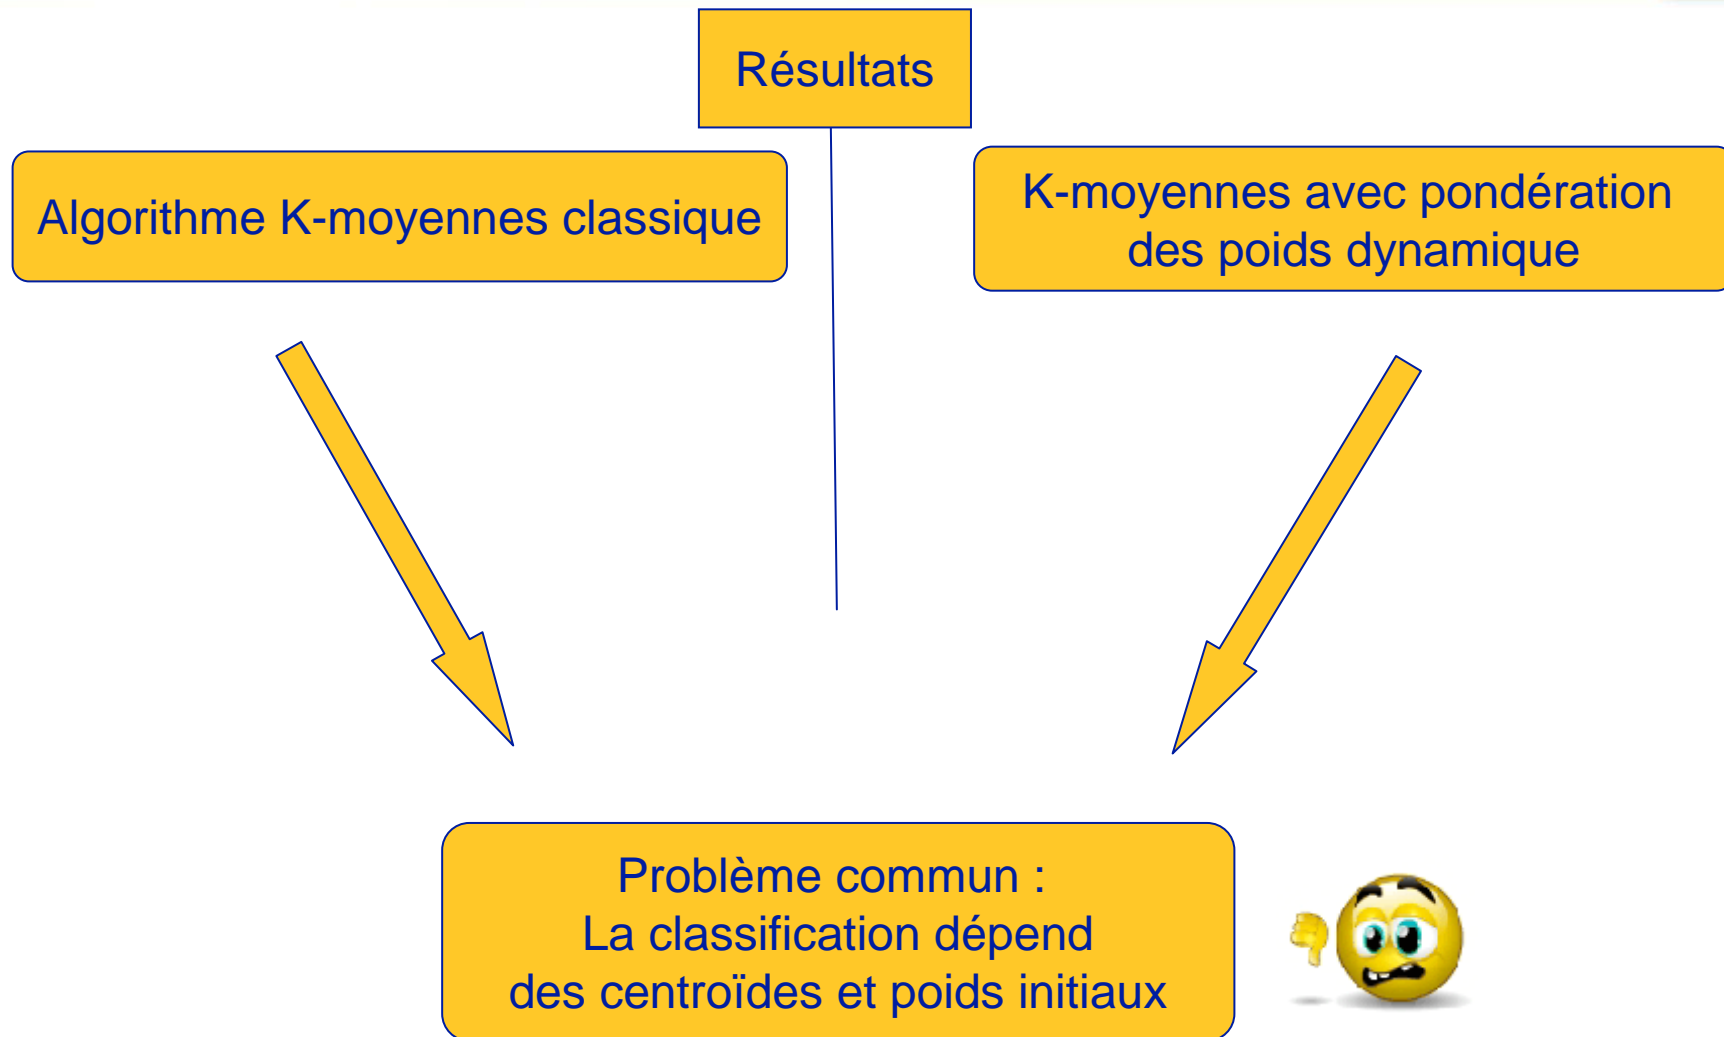 Résultats
Algorithme K-moyennes classique
K-moyennes avec pondération
des poids dynamique
Problème commun :
La classification dépend
des centroïdes et poids initiaux